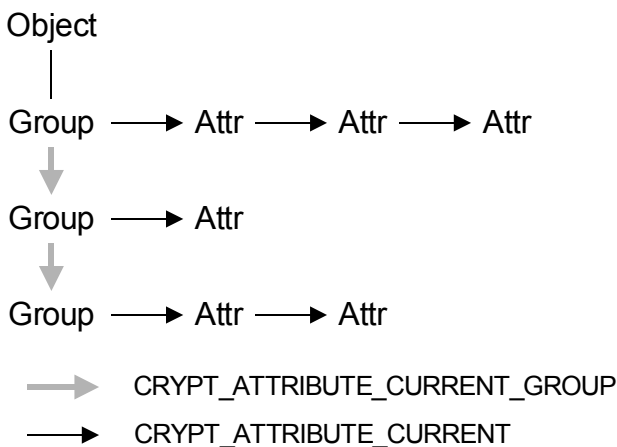 Object
Group Attr Attr Attr
Group Attr
Group Attr Attr
CRYPT_ATTRIBUTE_CURRENT_GROUP
CRYPT_ATTRIBUTE_CURRENT